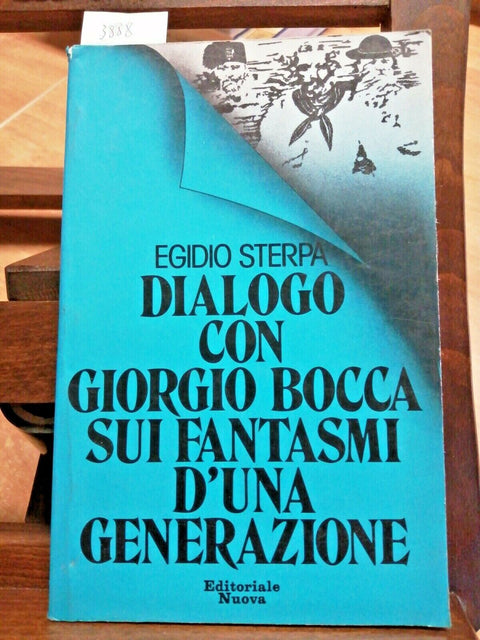 3888
EGIDIO STERPA
DIALOGO
CON
GIORGIO BOCCA
SUI FANTASMI
D'UNA
GENERAZIONE
Editoriale
Nuova